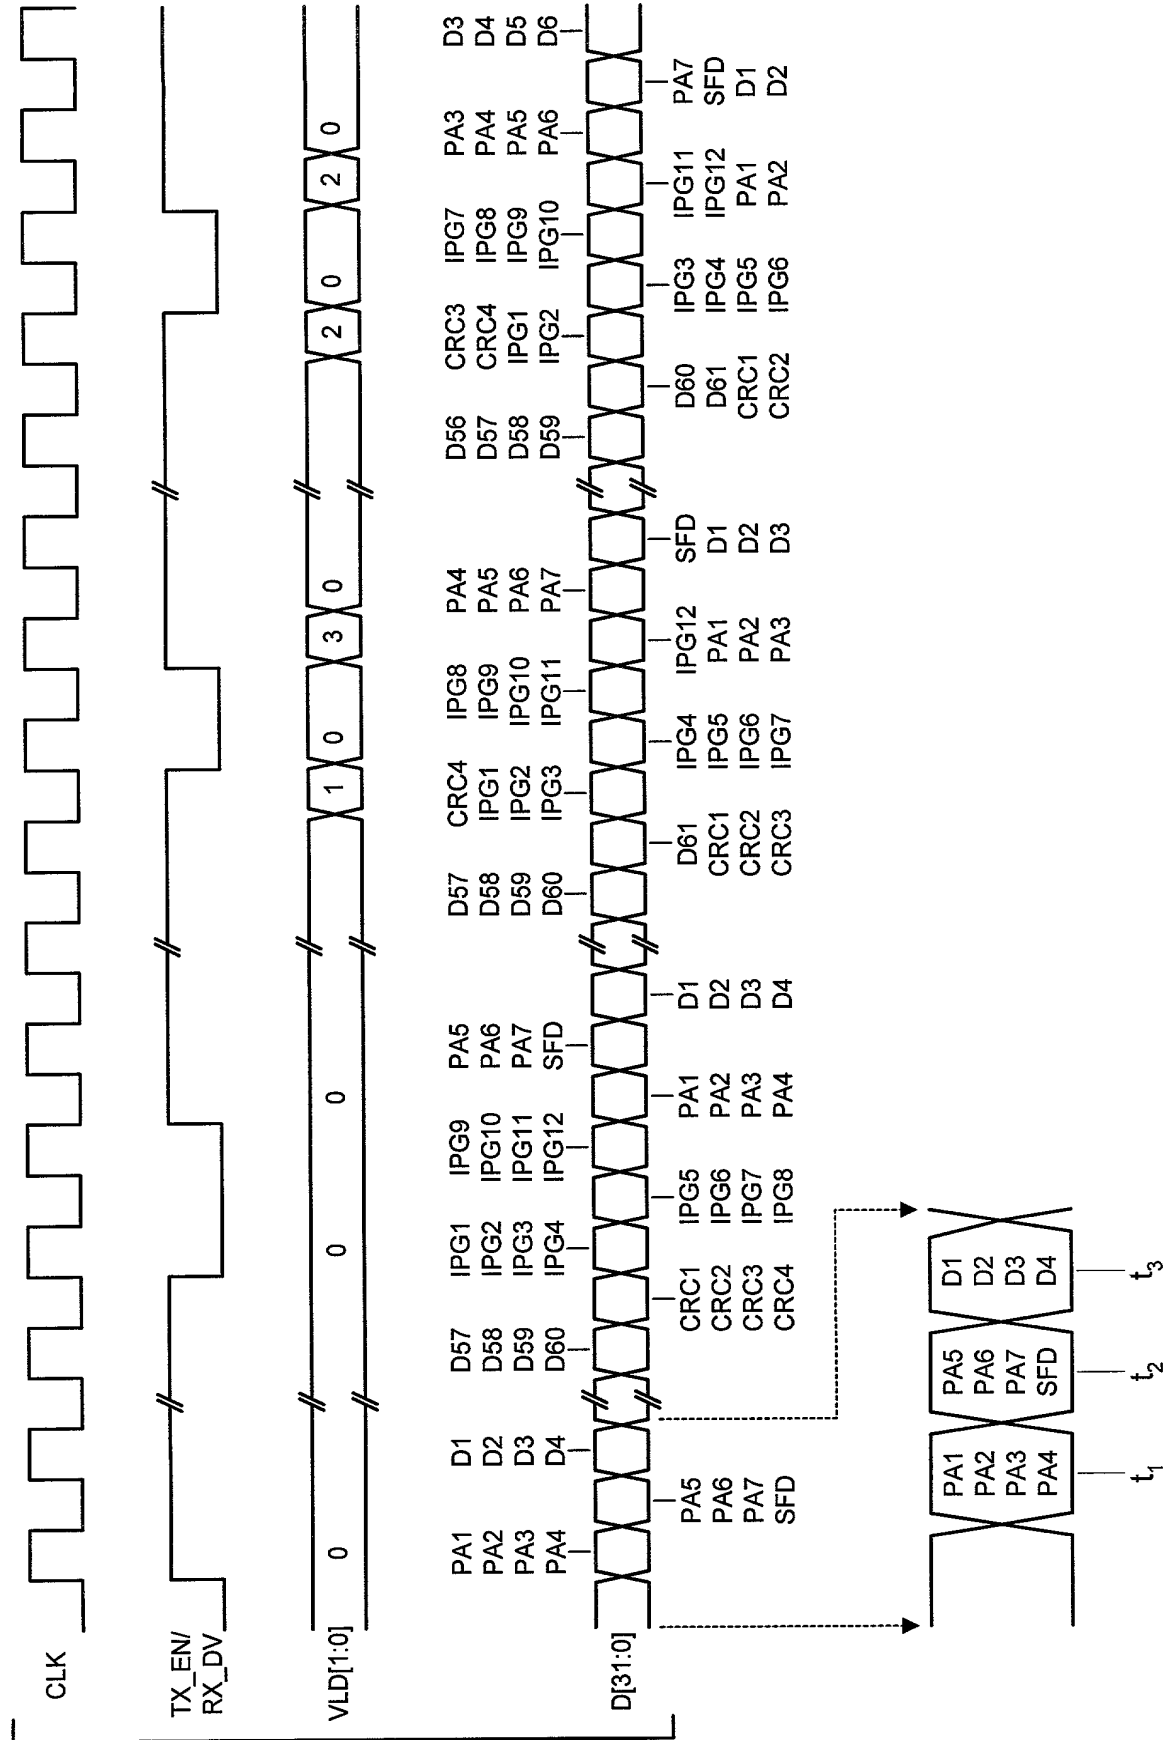 CLK
TX_EN/
RX_DV
VLD[1:0]
0
0
0
1
0
3
0
2
0
2
0
D[31:0]
PA1
PA2
PA3
PA4
PA5
PA6
PA7
SFD
D1
D2
D3
D4
D57
D58
D59
D60
CRC1
CRC2
CRC3
CRC4
IPG1
IPG2
IPG3
IPG4
IPG5
IPG6
IPG7
IPG8
IPG9
IPG10
IPG11
IPG12
PA1
PA2
PA3
PA4
PA5
PA6
PA7
SFD
D1
D2
D3
D4
D57
D58
D59
D60
D61
CRC1
CRC2
CRC3
CRC4
IPG1
IPG2
IPG3
IPG4
IPG5
IPG6
IPG7
IPG8
IPG9
IPG10
IPG11
IPG12
PA1
PA2
PA3
PA4
PA5
PA6
PA7
SFD
D1
D2
D3
D56
D57
D58
D59
D60
D61
CRC1
CRC2
CRC3
CRC4
IPG1
IPG2
IPG3
IPG4
IPG5
IPG6
IPG7
IPG8
IPG9
IPG10
IPG11
IPG12
PA1
PA2
PA3
PA4
PA5
PA6
PA7
SFD
D1
D2
D3
D4
D5
D6
PA1
PA2
PA3
PA4
PA5
PA6
PA7
SFD
D1
D2
D3
D4
t1
t2
t3